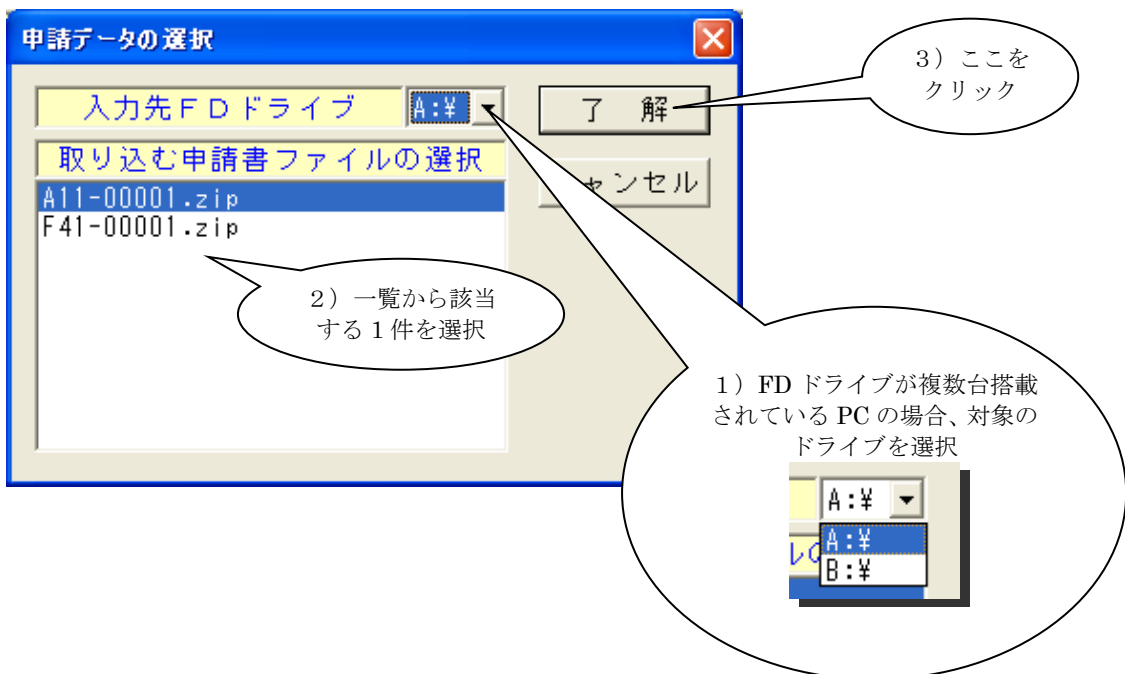 申請データの選択
入力先ＦＤドライブ
A:¥
了　解
取り込む申請書ファイルの選択
ャンセル
A11-00001.zip
F41-00001.zip
３）ここを
クリック
２）一覧から該当
する１件を選択
１）FD ドライブが複数台搭載
されている PC の場合、対象の
ドライブを選択
A:¥
A:¥
B:¥